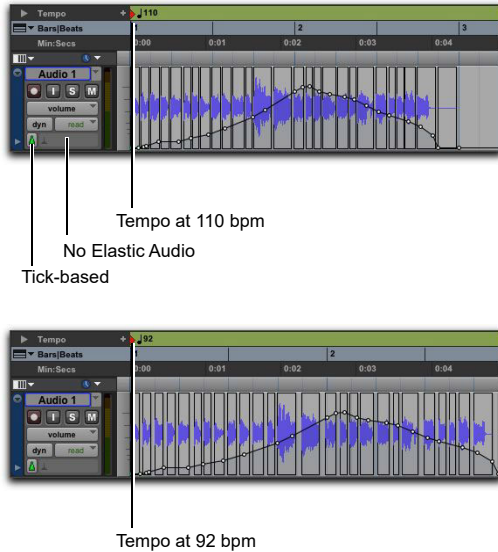 Tempo + 110
Bars|Beats 1 2 3
Min:Secs 0:00 0:01 0:02 0:03 0:04
Audio 1
I S M
volume
dyn read
Tempo at 110 bpm
No Elastic Audio
Tick-based
Tempo + 92
Bars|Beats 1 2
Min:Secs 0:00 0:01 0:02 0:03 0:04
Audio 1
I S M
volume
dyn read
Tempo at 92 bpm